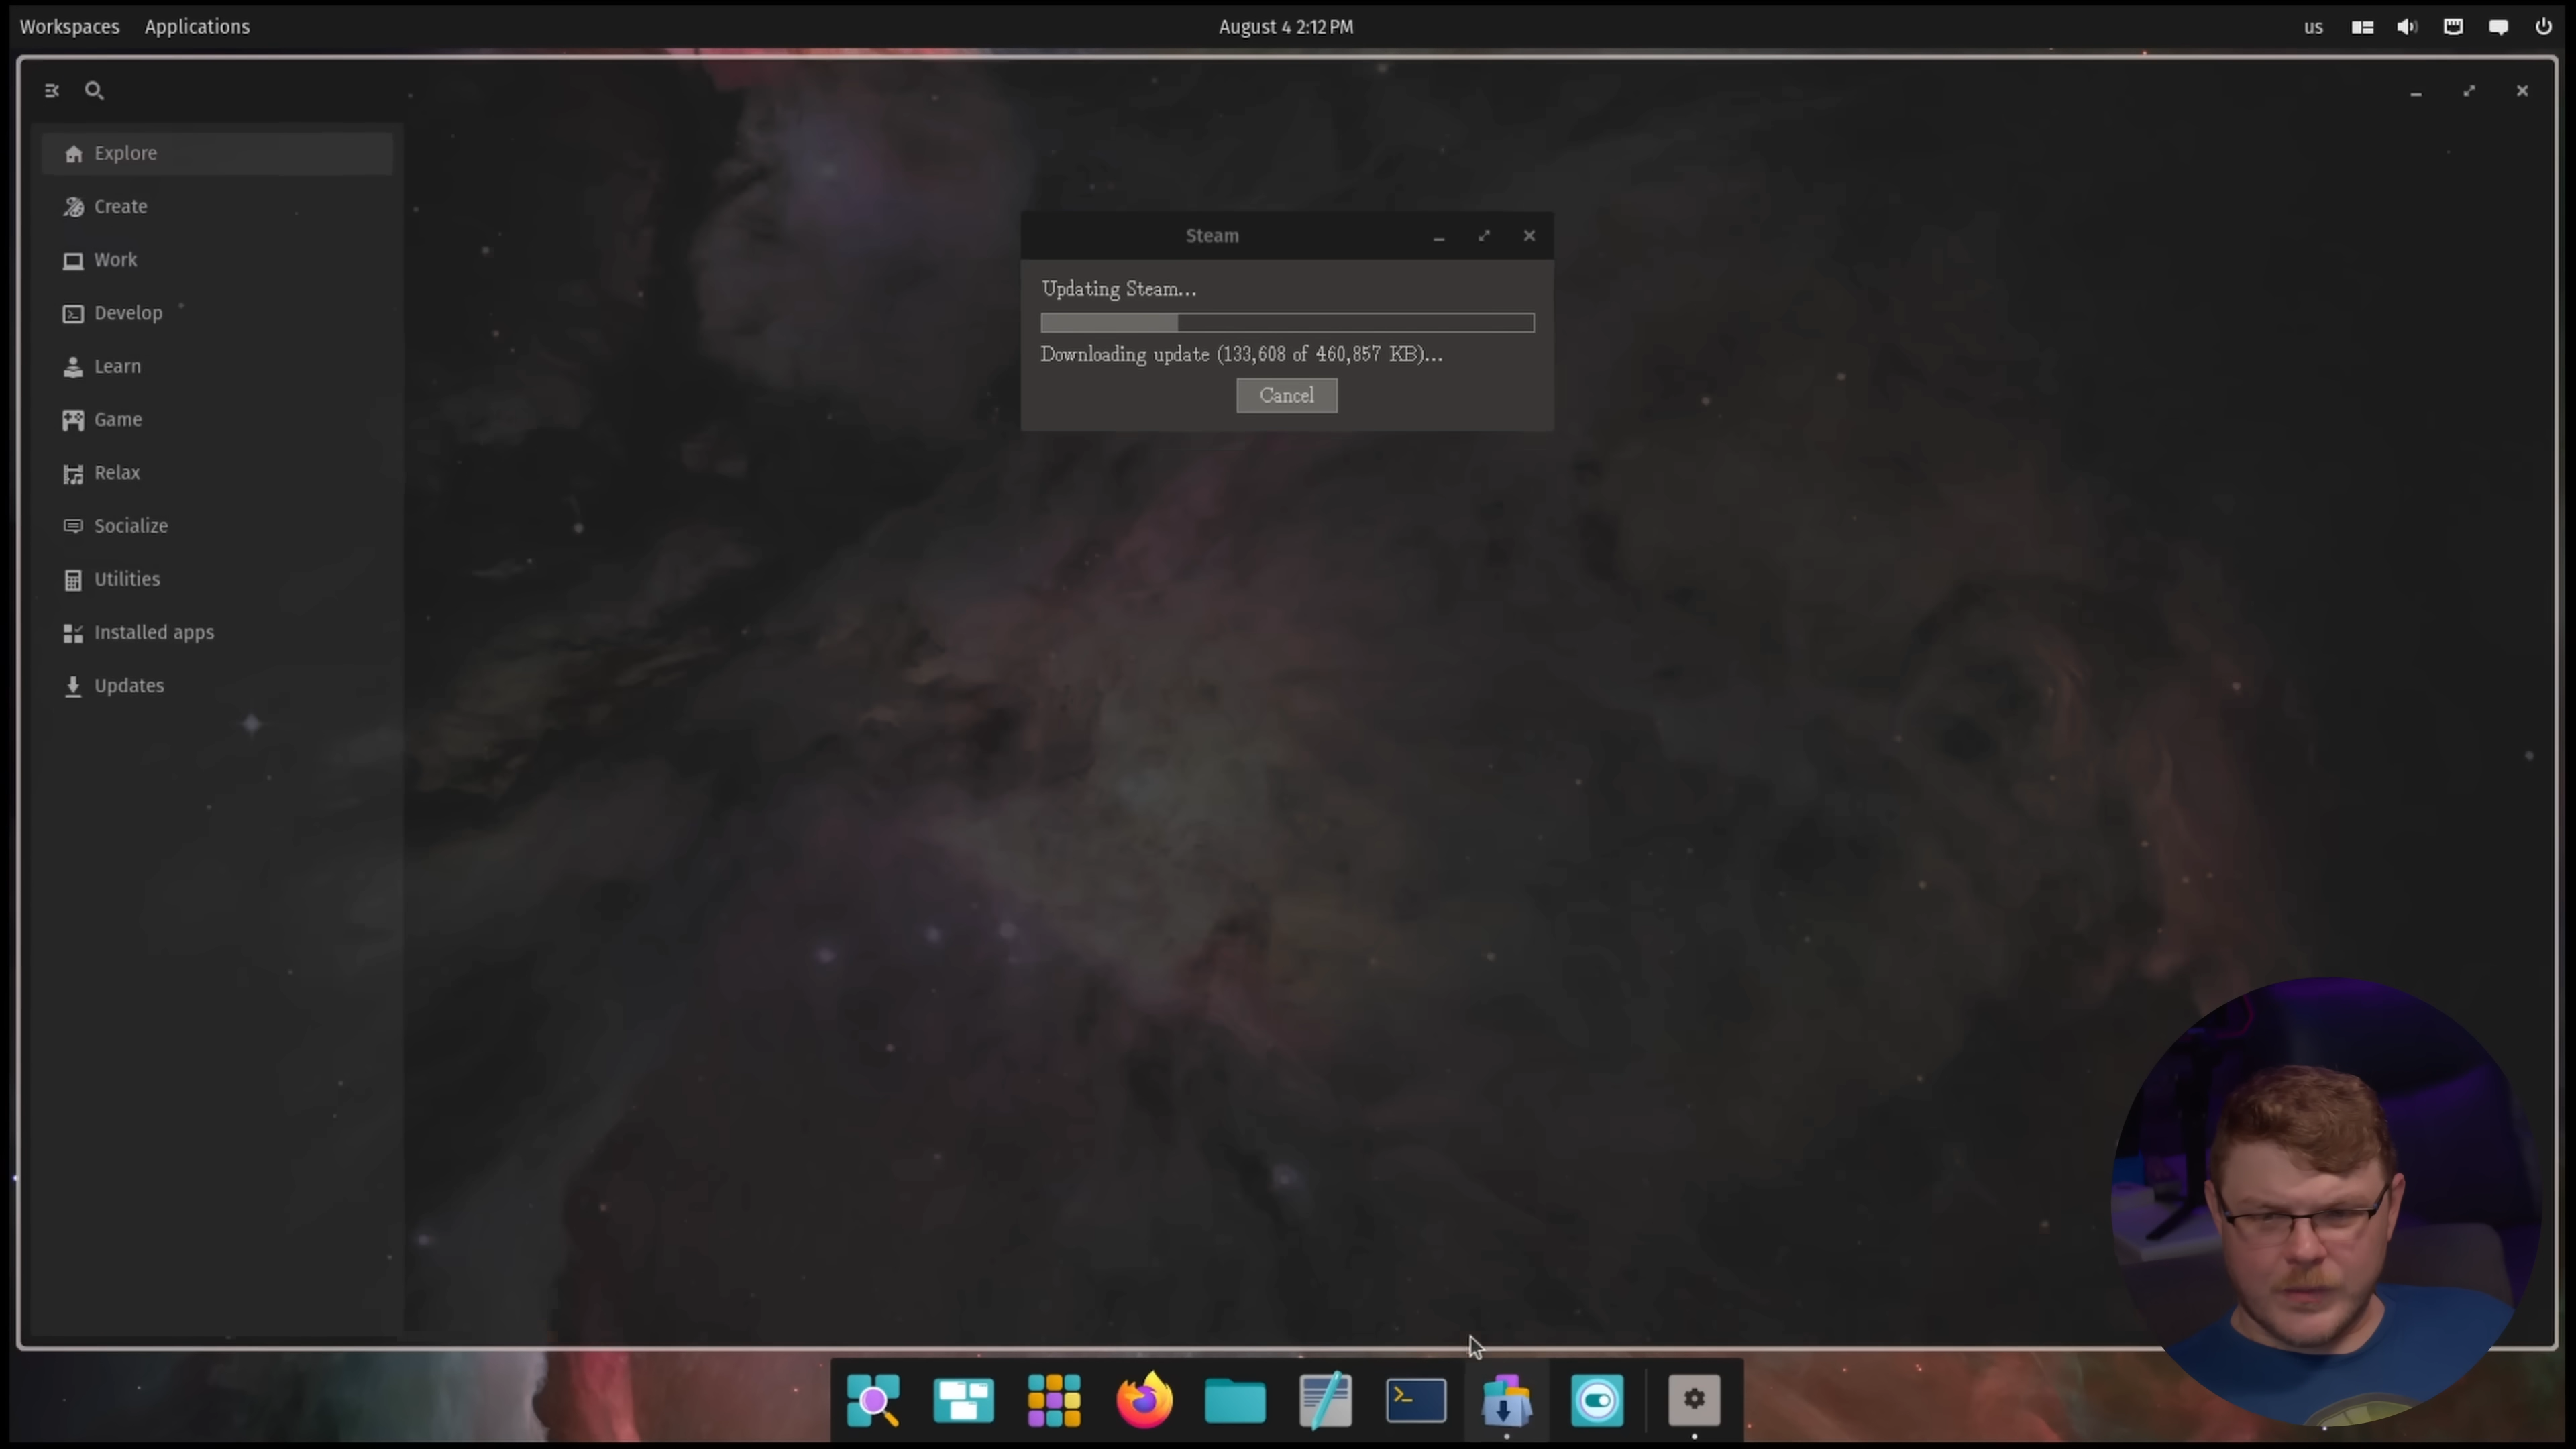 Workspaces Applications August 4 2:12 PM us
Explore
Create
Work
Develop
Learn
Game
Relax
Socialize
Utilities
Installed apps
Updates
Steam
Updating Steam...
Downloading update (133,608 of 460,857 KB)...
Cancel